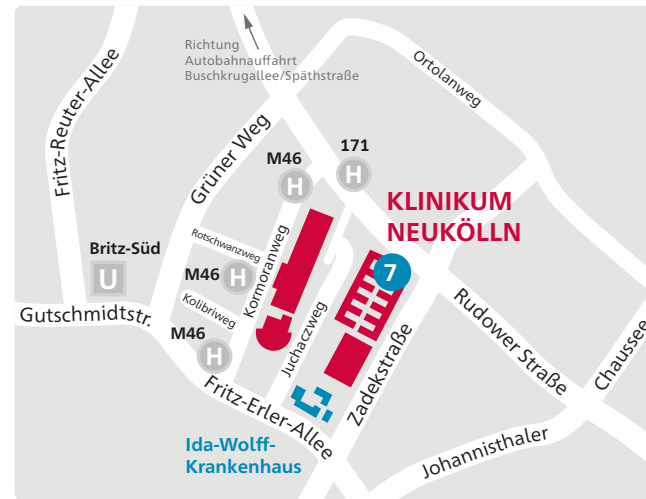 Richtung
Autobahnauffahrt
Buschkrugallee/Späthstraße
Ortolanweg
Fritz-Reuter-Allee
Grüner Weg
M46
H
171
H
KLINIKUM
NEUKÖLLN
7
Britz-Süd
U
Rotschwanzweg
M46
H
Kormoranweg
Kolibriweg
Gutschmidtstr.
M46
H
Juchaczweg
Zadekstraße
Rudower Straße
Chaussee
Johannisthaler
Fritz-Erler-Allee
Ida-Wolff-
Krankenhaus